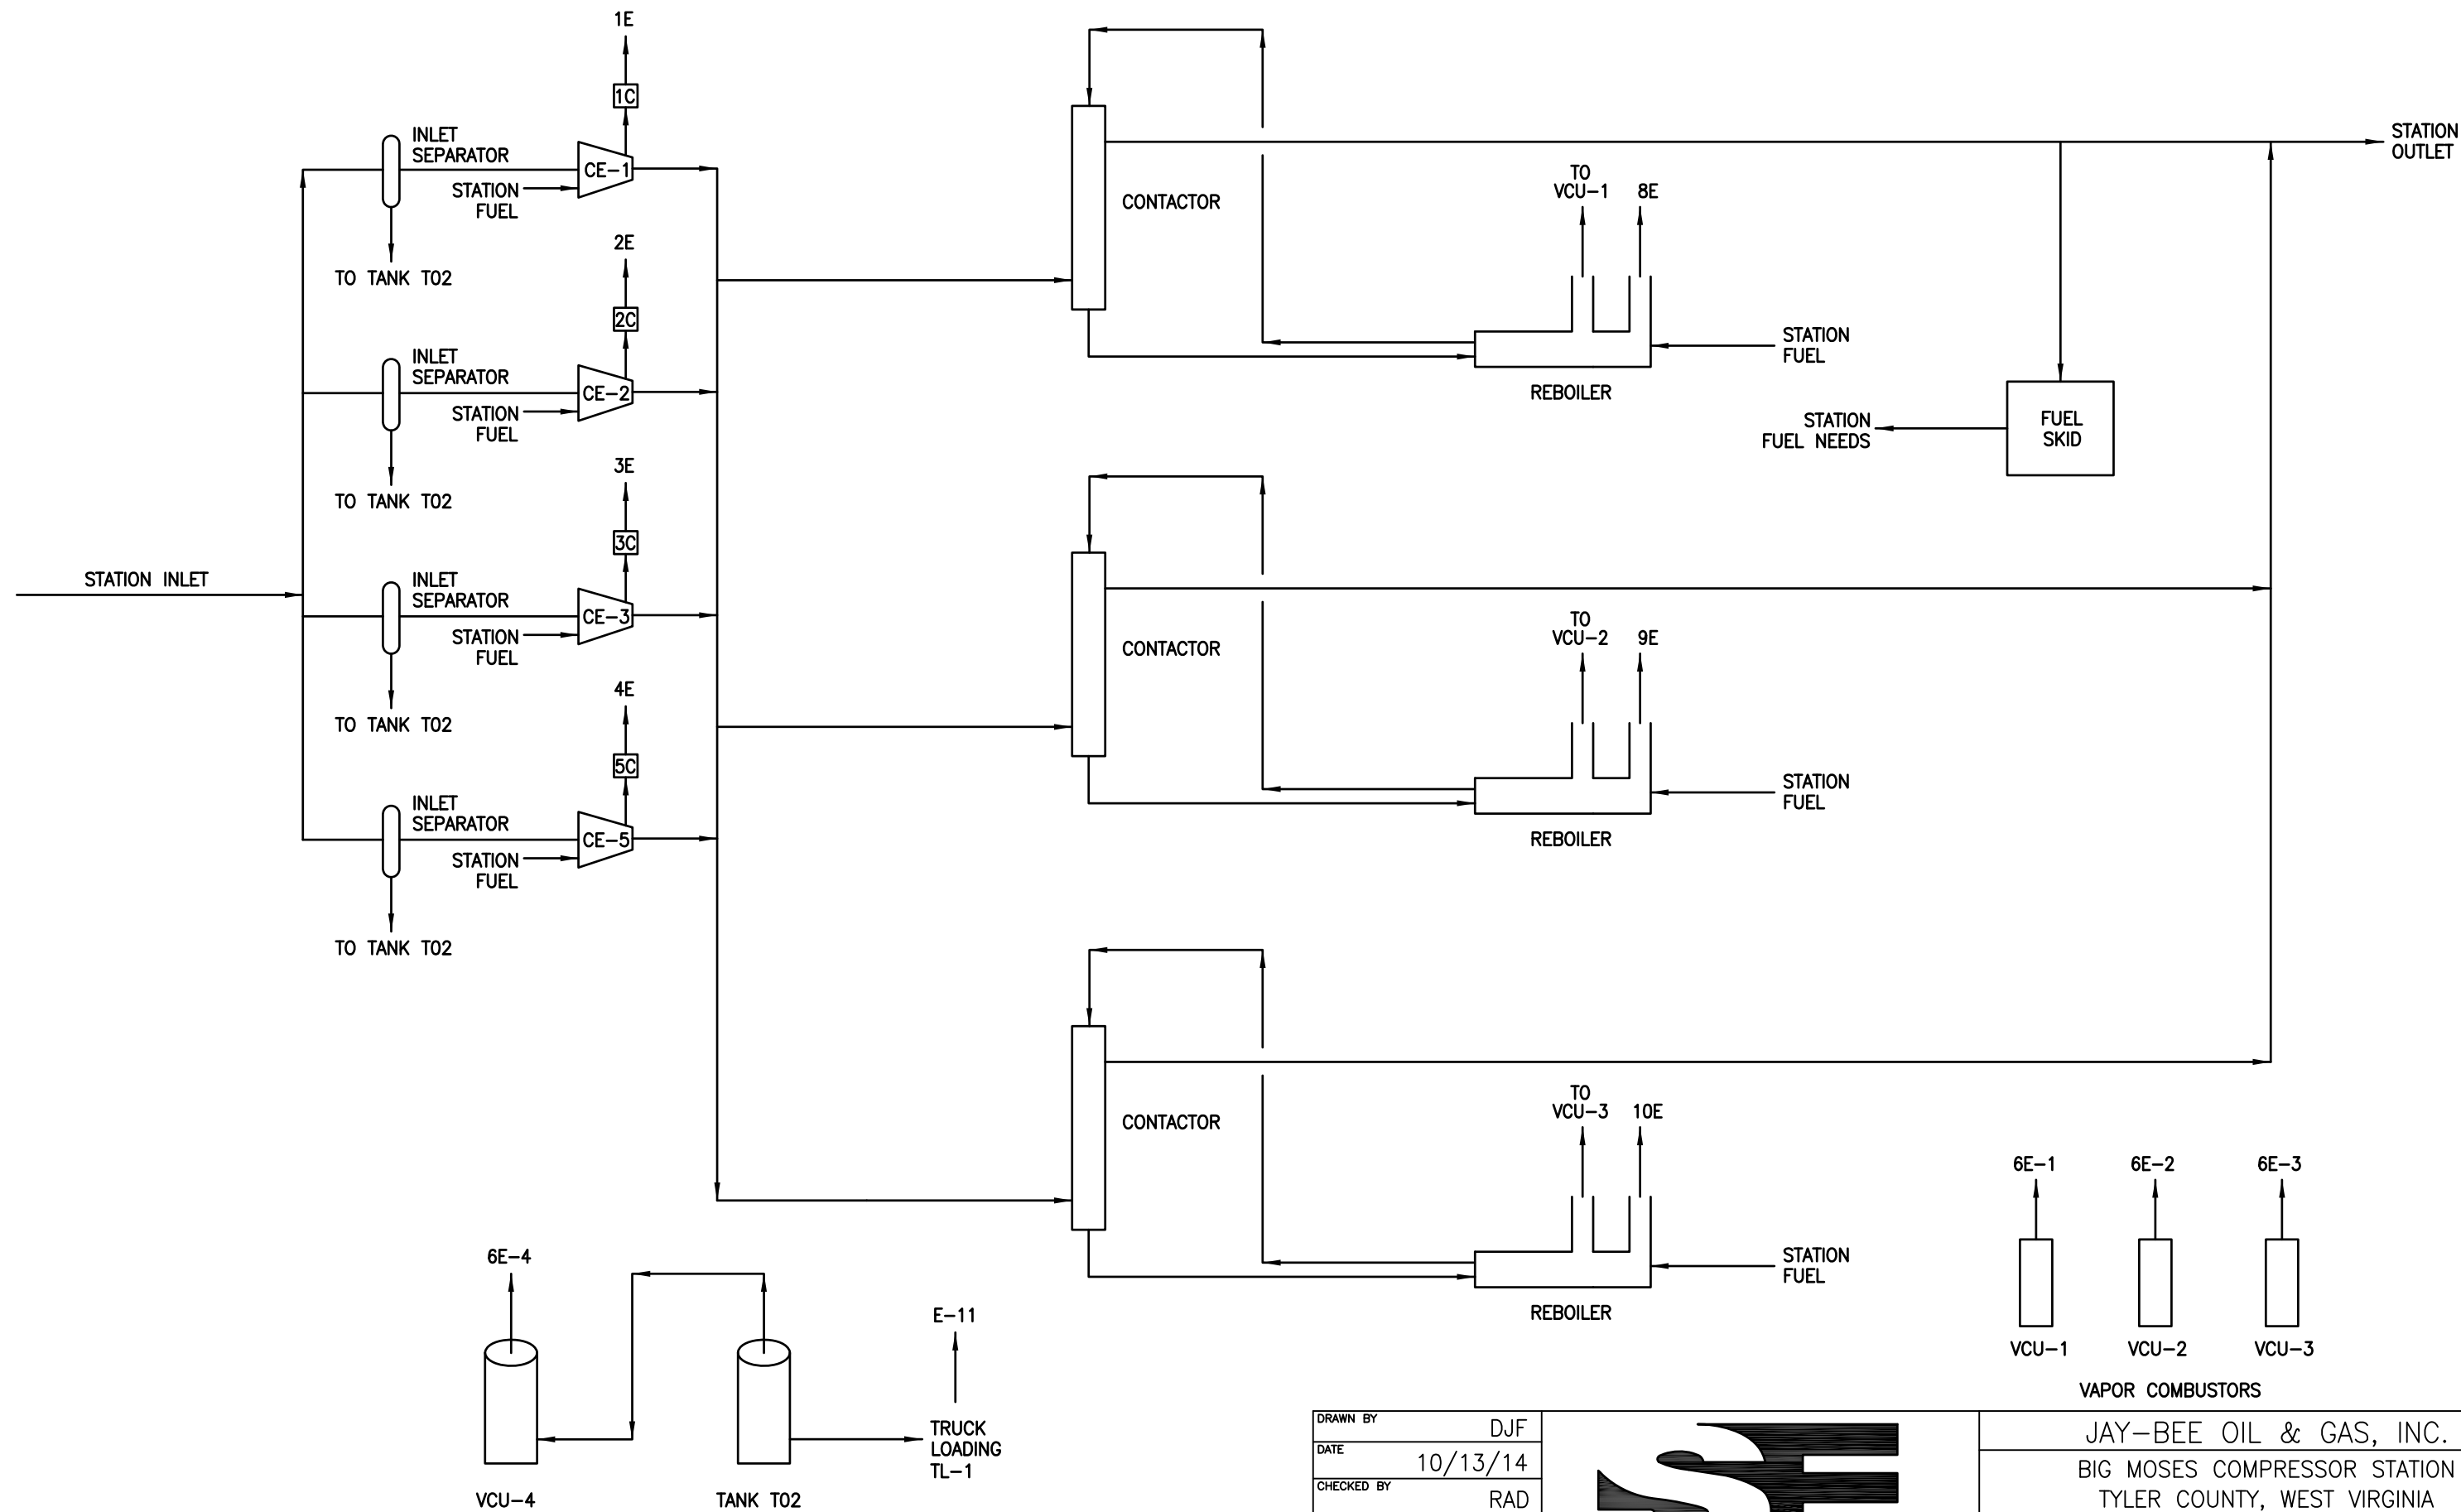 1E
1C
INLET
SEPARATOR
CE-1
STATION
FUEL
TO TANK T02
2E
2C
INLET
SEPARATOR
CE-2
STATION
FUEL
TO TANK T02
3E
3C
INLET
SEPARATOR
CE-3
STATION
FUEL
TO TANK T02
STATION INLET
4E
5C
INLET
SEPARATOR
CE-5
STATION
FUEL
TO TANK T02
CONTACTOR
TO
VCU-1
8E
STATION
FUEL
REBOILER
STATION
OUTLET
FUEL
SKID
STATION
FUEL NEEDS
CONTACTOR
TO
VCU-2
9E
STATION
FUEL
REBOILER
CONTACTOR
TO
VCU-3
10E
STATION
FUEL
REBOILER
6E-4
VCU-4
TANK T02
E-11
TRUCK
LOADING
TL-1
6E-1
6E-2
6E-3
VCU-1
VCU-2
VCU-3
VAPOR COMBUSTORS
DRAWN BY
DJF
DATE
10/13/14
CHECKED BY
RAD
JAY-BEE OIL & GAS, INC.
BIG MOSES COMPRESSOR STATION
TYLER COUNTY, WEST VIRGINIA